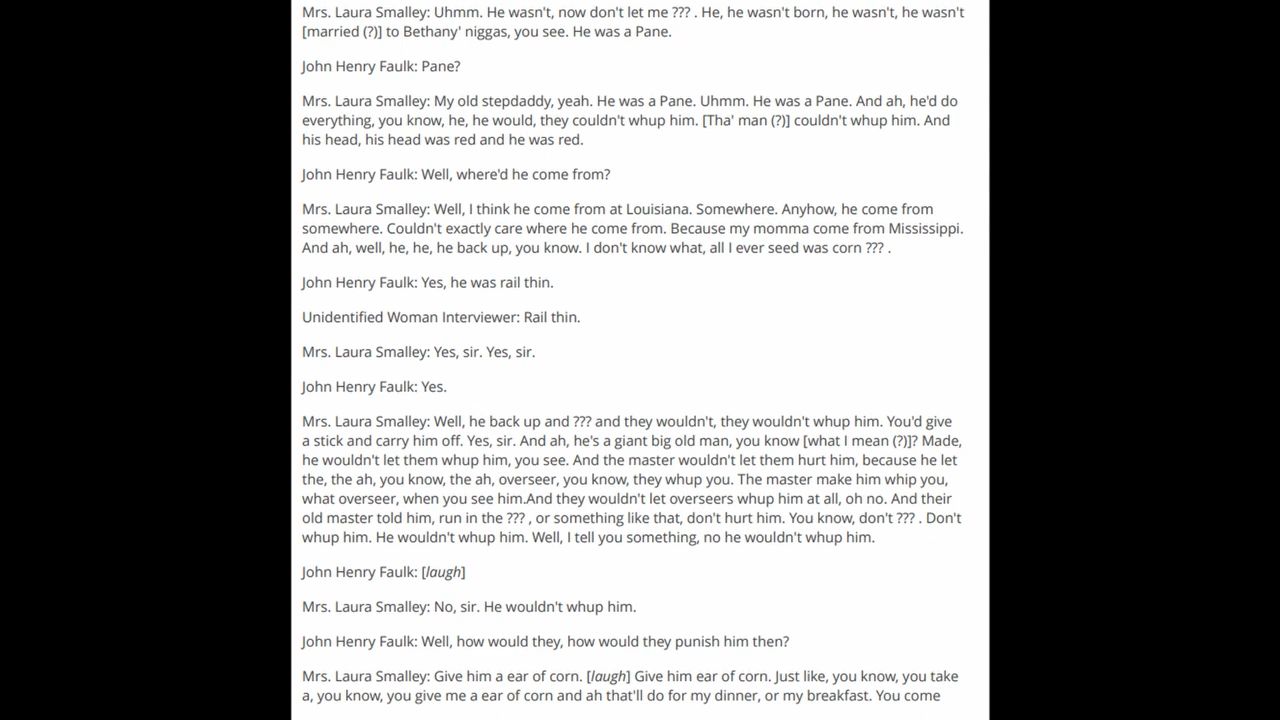 Mrs. Laura Smalley: Uhmm. He wasn't, now don't let me ??? . He, he wasn't born, he wasn't, he wasn't
[married (?)] to Bethany' niggas, you see. He was a Pane.
John Henry Faulk: Pane?
Mrs. Laura Smalley: My old stepdaddy, yeah. He was a Pane. Uhmm. He was a Pane. And ah, he'd do
everything, you know, he, he would, they couldn't whup him. [Tha' man (?)] couldn't whup him. And
his head, his head was red and he was red.
John Henry Faulk: Well, where'd he come from?
Mrs. Laura Smalley: Well, I think he come from at Louisiana. Somewhere. Anyhow, he come from
somewhere. Couldn't exactly care where he come from. Because my momma come from Mississippi.
And ah, well, he, he, he back up, you know. I don't know what, all I ever seed was corn ??? .
John Henry Faulk: Yes, he was rail thin.
Unidentified Woman Interviewer: Rail thin.
Mrs. Laura Smalley: Yes, sir. Yes, sir.
John Henry Faulk: Yes.
Mrs. Laura Smalley: Well, he back up and ??? and they wouldn't, they wouldn't whup him. You'd give
a stick and carry him off. Yes, sir. And ah, he's a giant big old man, you know [what I mean (?)]? Made,
he wouldn't let them whup him, you see. And the master wouldn't let them hurt him, because he let
the, the ah, you know, the ah, overseer, you know, they whup you. The master make him whip you,
what overseer, when you see him.And they wouldn't let overseers whup him at all, oh no. And their
old master told him, run in the ??? , or something like that, don't hurt him. You know, don't ??? . Don't
whup him. He wouldn't whup him. Well, I tell you something, no he wouldn't whup him.
John Henry Faulk: [laugh]
Mrs. Laura Smalley: No, sir. He wouldn't whup him.
John Henry Faulk: Well, how would they, how would they punish him then?
Mrs. Laura Smalley: Give him a ear of corn. [laugh] Give him ear of corn. Just like, you know, you take
a, you know, you give me a ear of corn and ah that'll do for my dinner, or my breakfast. You come